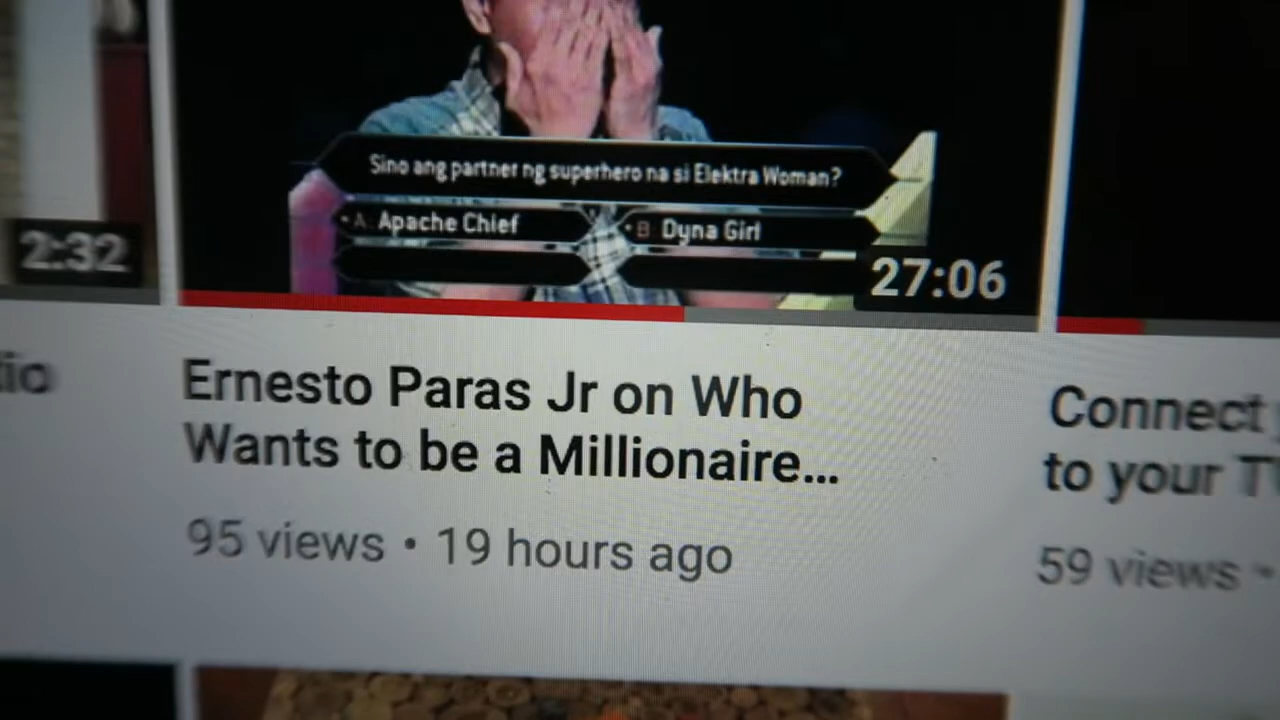 Sino ang partner ng superhero na si Elektra Woman?
A Apache Chief
B Dyna Girl
2:32
27:06
Ernesto Paras Jr on Who
Wants to be a Millionaire...
95 views • 19 hours ago
Connect
to your
59 views •